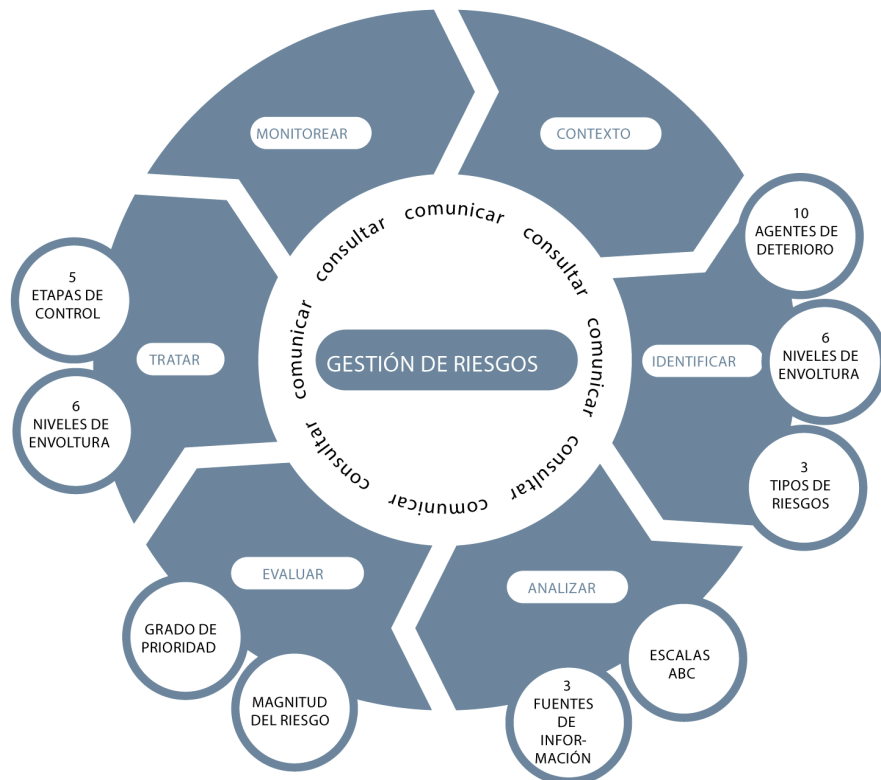 MONITOREAR
CONTEXTO
10
AGENTES DE
DETERIORO
IDENTIFICAR
6
NIVELES DE
ENVOLTURA
3
TIPOS DE
RIESGOS
ANALIZAR
ESCALAS
ABC
3
FUENTES
DE
INFOR-
MACIÓN
EVALUAR
MAGNITUD
DEL RIESGO
GRADO DE
PRIORIDAD
TRATAR
6
NIVELES DE
ENVOLTURA
5
ETAPAS DE
CONTROL
comunicar
consultar
comunicar
consultar
comunicar
consultar
comunicar
consultar
GESTIÓN DE RIESGOS